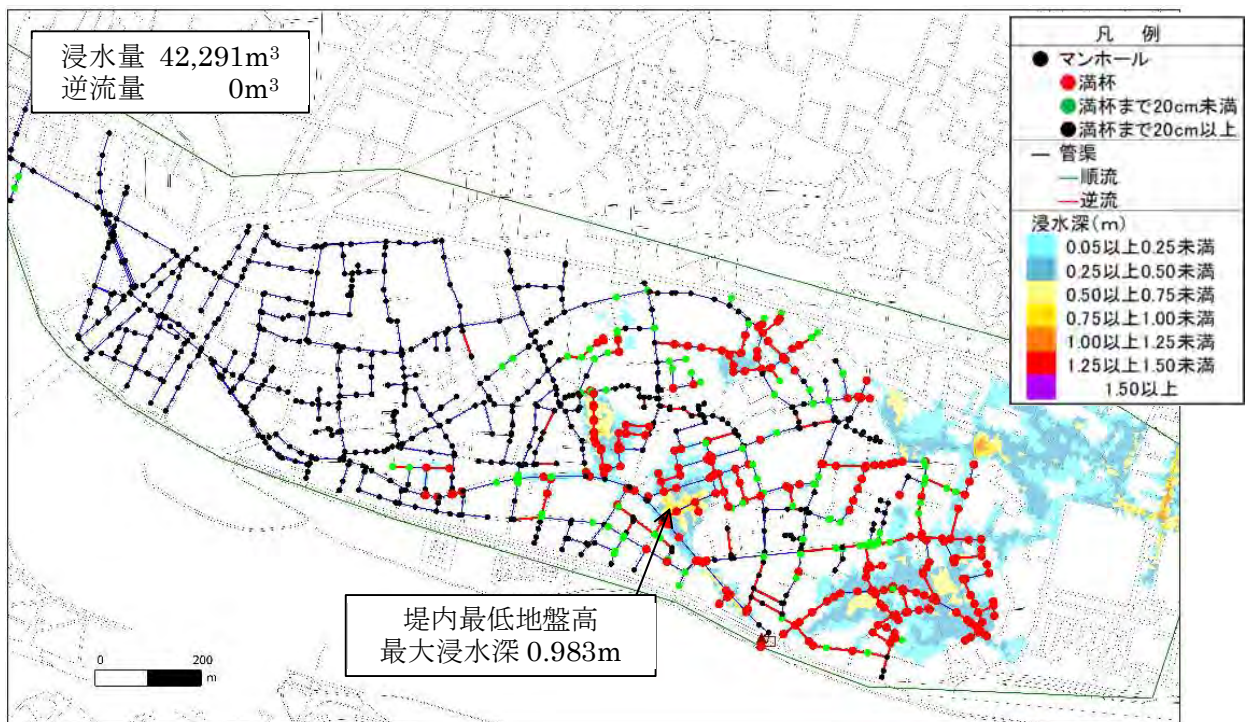 浸水量 42,291m³
逆流量 0m³
凡 例
マンホール
満杯
満杯まで20cm未満
満杯まで20cm以上
管渠
順流
逆流
浸水深(m)
0.05以上0.25未満
0.25以上0.50未満
0.50以上0.75未満
0.75以上1.00未満
1.00以上1.25未満
1.25以上1.50未満
1.50以上
堤内最低地盤高
最大浸水深 0.983m
0 200
m